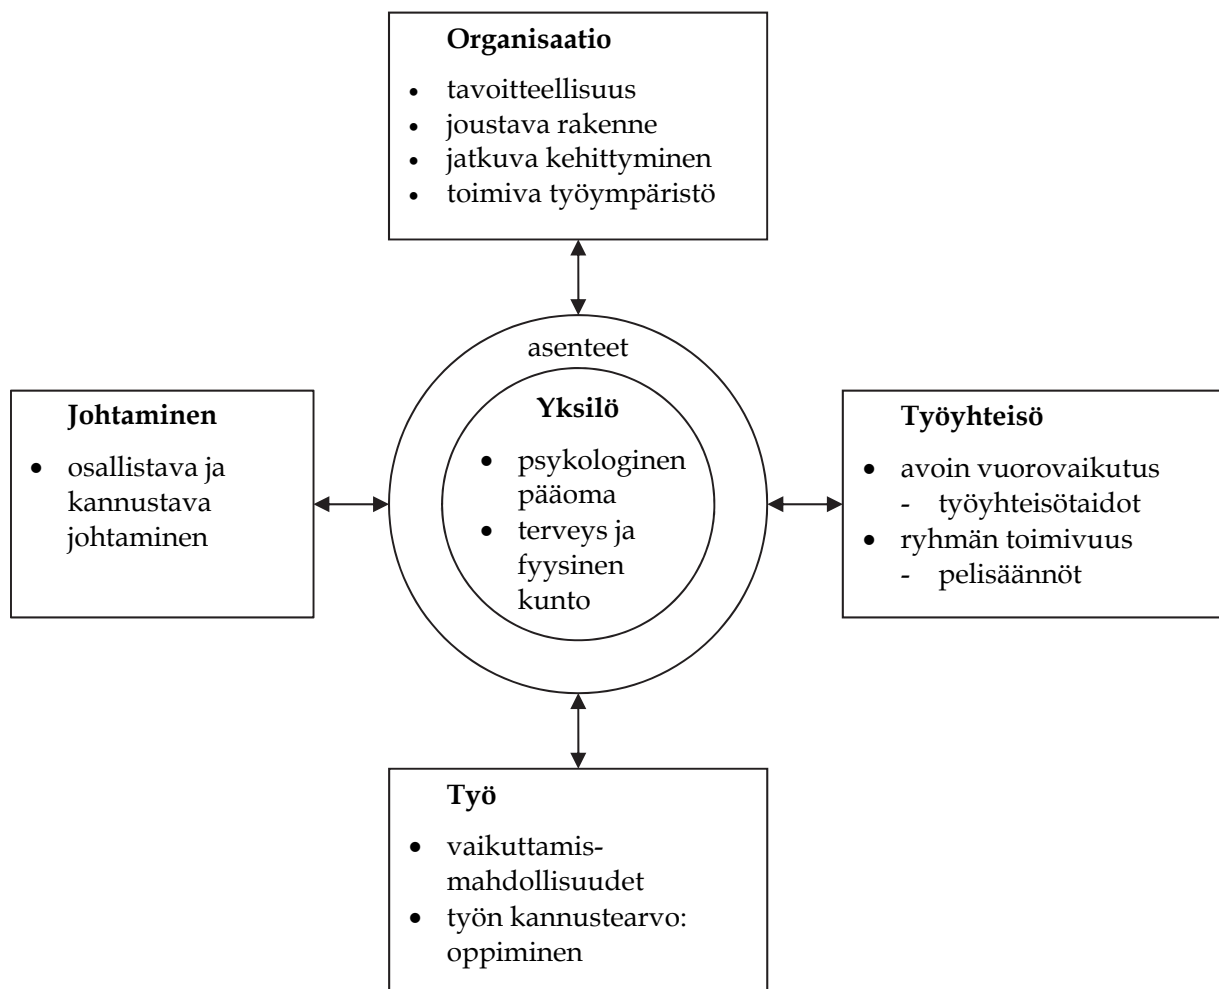 Organisaatio
• tavoitteellisuus
• joustava rakenne
• jatkuva kehittyminen
• toimiva työympäristö
asenteet
Johtaminen
• osallistava ja
kannustava
johtaminen
Yksilö
• psykologinen
pääoma
• terveys ja
fyysinen
kunto
Työyhteisö
• avoin vuorovaikutus
- työyhteisötaidot
• ryhmän toimivuus
- pelisäännöt
Työ
• vaikuttamis-
mahdollisuudet
• työn kannustearvo:
oppiminen